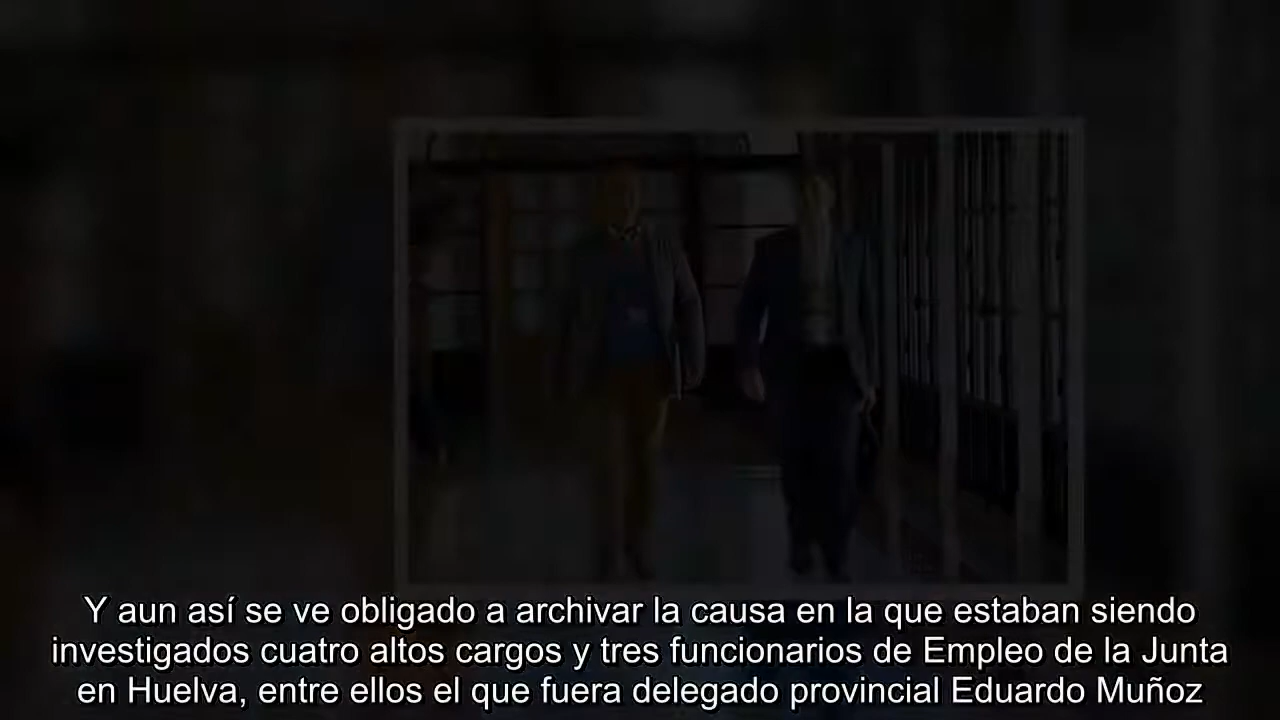 Y aun así se ve obligado a archivar la causa en la que estaban siendo
investigados cuatro altos cargos y tres funcionarios de Empleo de la Junta
en Huelva, entre ellos el que fuera delegado provincial Eduardo Muñoz